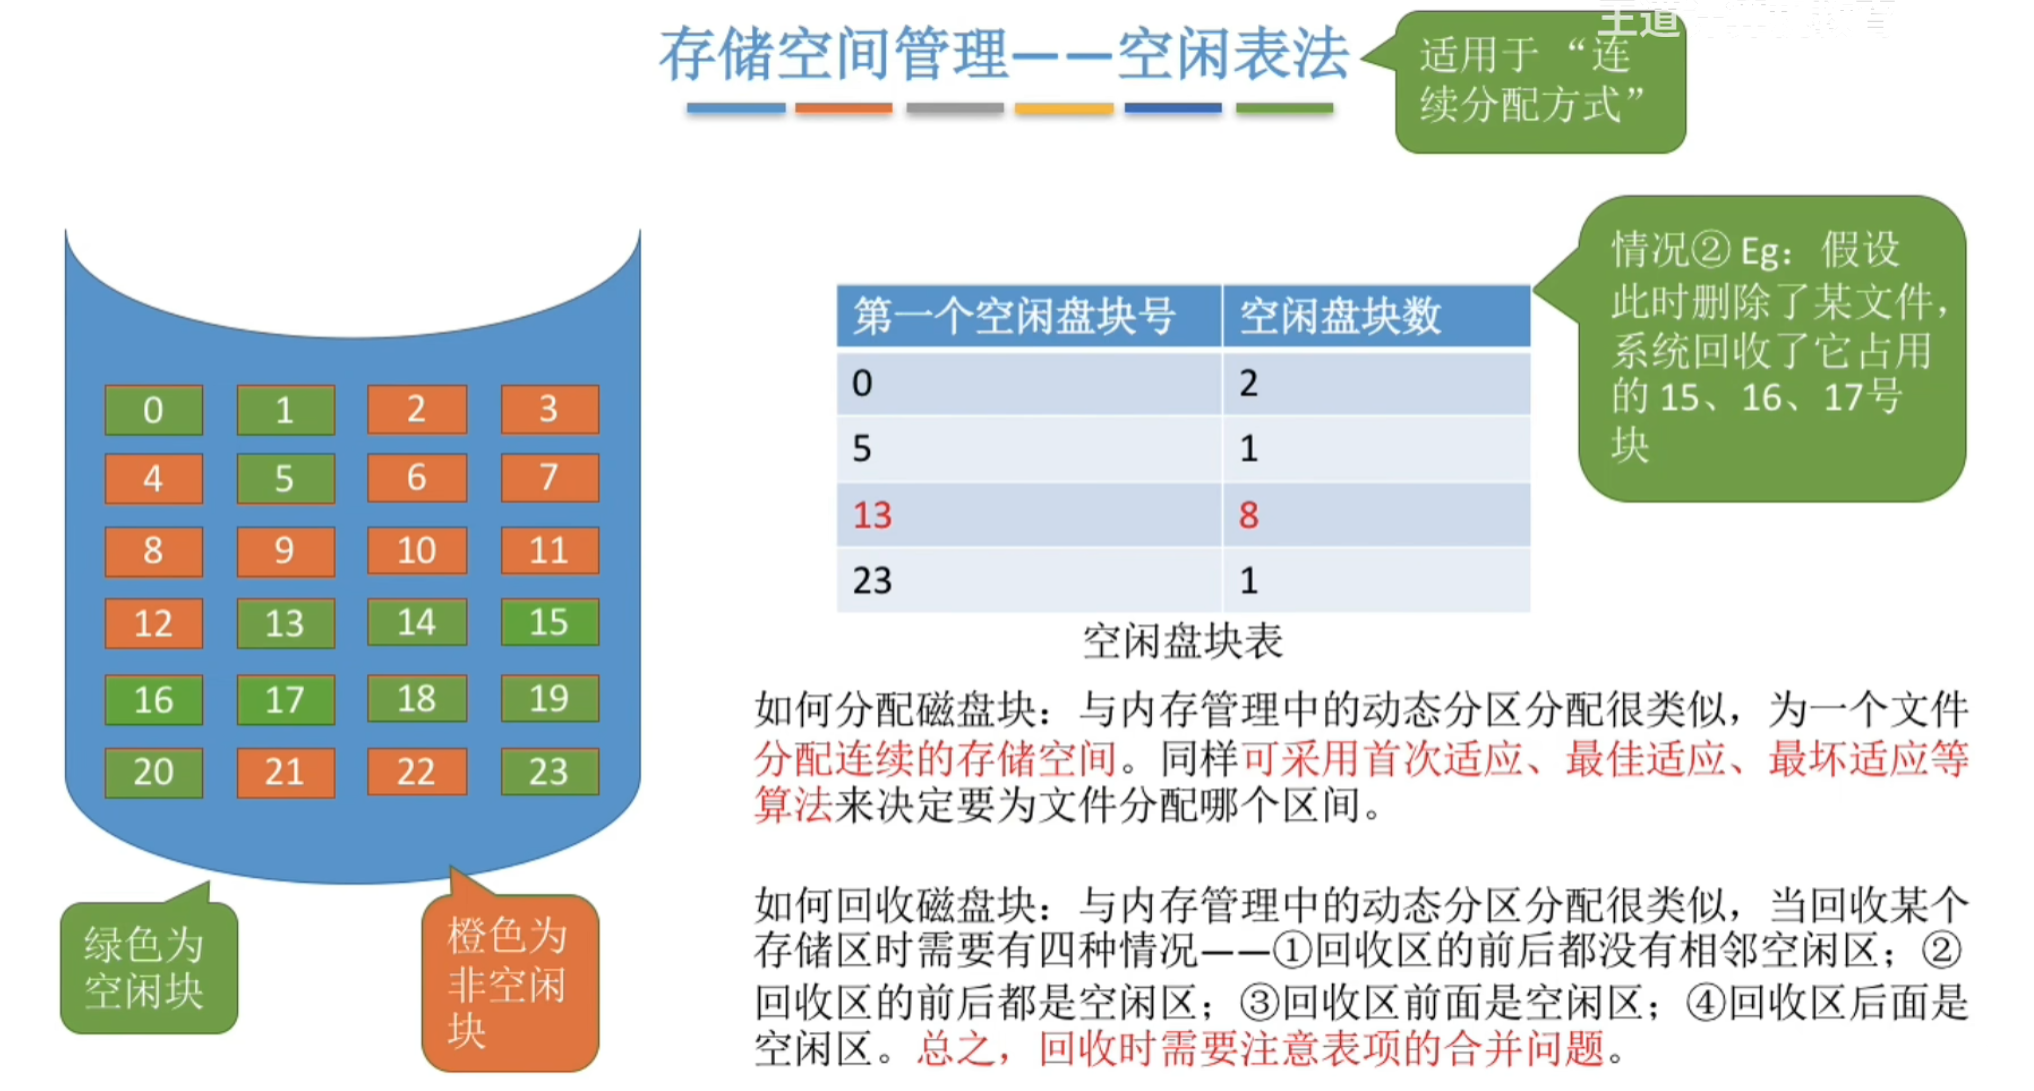 存储空间管理——空闲表法
适用于 “连
续分配方式”
王道
情况② Eg：假设
此时删除了某文件，
系统回收了它占用
的 15、16、17号
块
第一个空闲盘块号 空闲盘块数
0 2
5 1
13 8
23 1
空闲盘块表
0 1 2 3
4 5 6 7
8 9 10 11
12 13 14 15
16 17 18 19
20 21 22 23
绿色为
空闲块
橙色为
非空闲
块
如何分配磁盘块：与内存管理中的动态分区分配很类似，为一个文件
分配连续的存储空间。同样可采用首次适应、最佳适应、最坏适应等
算法来决定要为文件分配哪个区间。
如何回收磁盘块：与内存管理中的动态分区分配很类似，当回收某个
存储区时需要有四种情况——①回收区的前后都没有相邻空闲区；②
回收区的前后都是空闲区；③回收区前面是空闲区；④回收区后面是
空闲区。总之，回收时需要注意表项的合并问题。